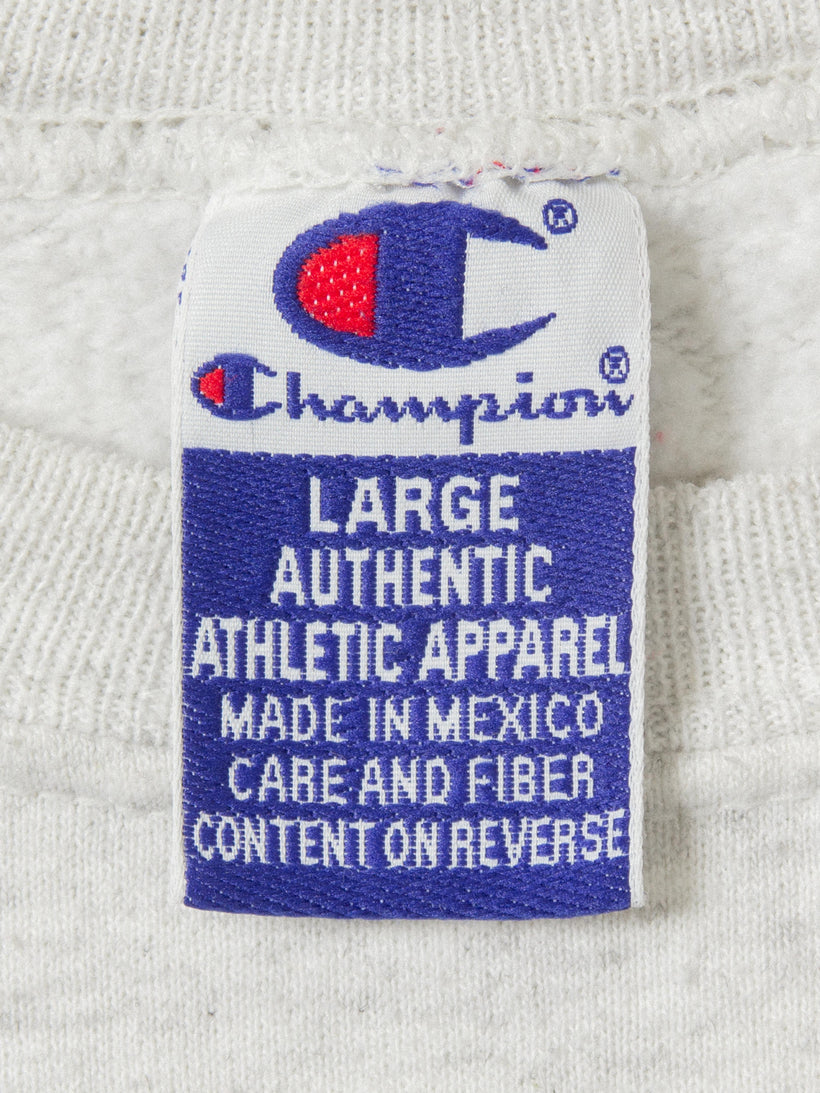 ®
Champion®
LARGE
AUTHENTIC
ATHLETIC APPAREL
MADE IN MEXICO
CARE AND FIBER
CONTENT ON REVERSE